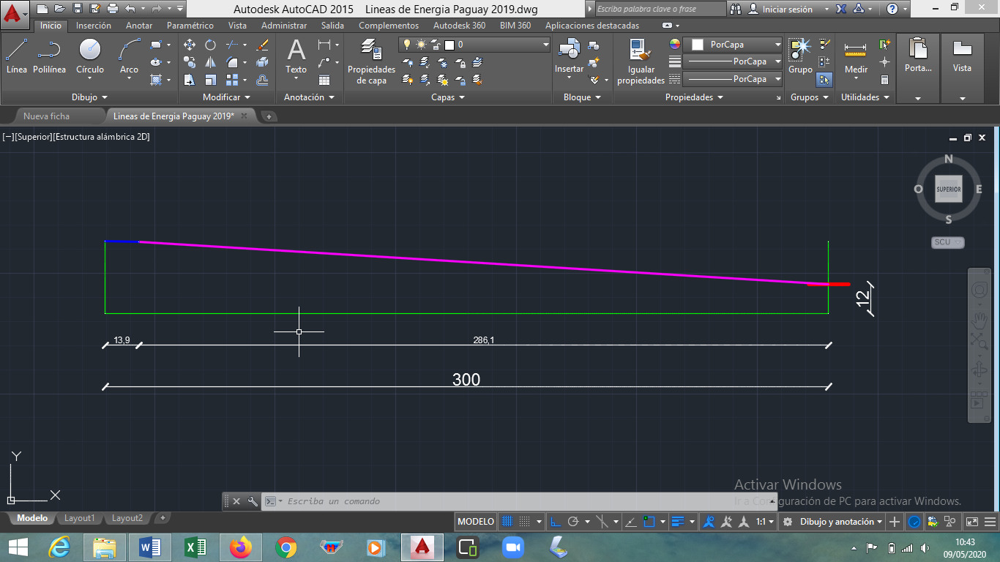 Autodesk AutoCAD 2015 Lineas de Energia Paguay 2019.dwg
Escriba palabra clave o frase
Iniciar sesión
Inicio Inserción Anotar Paramétrico Vista Administrar Salida Complementos Autodesk 360 BIM 360 Aplicaciones destacadas
Línea Polilínea Círculo Arco
Texto
Propiedades de capa
0
Insertar
Igualar propiedades
PorCapa
PorCapa
PorCapa
Grupo
Medir
Porta...
Vista
Dibujo Modificar Anotación Capas Bloque Propiedades Grupos Utilidades
Nueva ficha Lineas de Energia Paguay 2019*
[−][Superior][Estructura alámbrica 2D]
N
O SUPERIOR E
S
SCU
12
13,9 286,1
300
Y
X
Activar Windows
Ir a Configuración de PC para activar Windows.
Escriba un comando
Modelo Layout1 Layout2
MODELO 1:1 Dibujo y anotación
10:43
09/05/2020